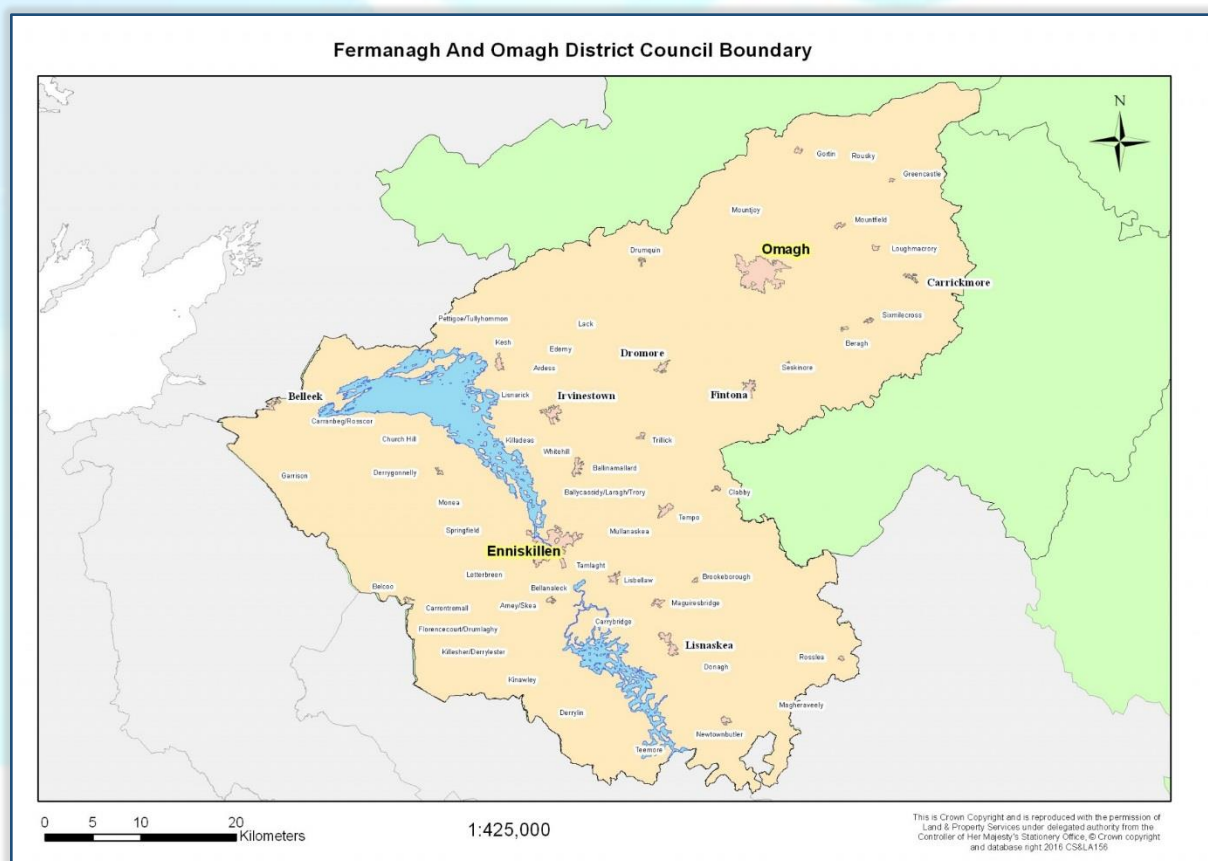 Fermanagh And Omagh District Council Boundary
N
Gortin
Rousky
Greencastle
Mountjoy
Mountfield
Drumquin
Omagh
Loughmacrory
Carrickmore
Pettigoe/Tullyhommon
Lack
Sixmilecross
Kesh
Ederny
Dromore
Beragh
Ardess
Seskinore
Belleek
Lisnarick
Irvinestown
Fintona
Carranbeg/Rosscor
Church Hill
Killadeas
Trillick
Whitehill
Garrison
Derrygonnelly
Ballinamallard
Monea
Ballycassidy/Laragh/Trory
Clabby
Tempo
Springfield
Mullanaskea
Enniskillen
Tamlaght
Letterbreen
Lisbellaw
Brookeborough
Belcoo
Bellanaleck
Carrontremall
Arney/Skea
Maguiresbridge
Florencecourt/Drumlaghy
Carrybridge
Lisnaskea
Killesher/Derrylester
Rosslea
Donagh
Kinawley
Magheraveely
Derrylin
Newtownbutler
Teemore
0 5 10 20
Kilometers
1:425,000
This is Crown Copyright and is reproduced with the permission of
Land & Property Services under delegated authority from the
Controller of Her Majesty's Stationery Office, © Crown copyright
and database right 2016 CS&LA156